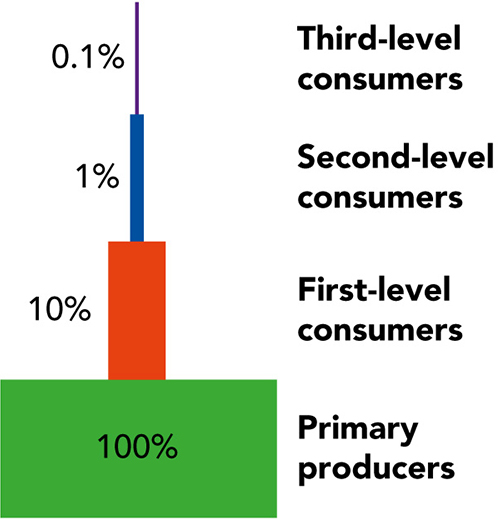 0.1%
Third-level
consumers
1%
Second-level
consumers
10%
First-level
consumers
100%
Primary
producers